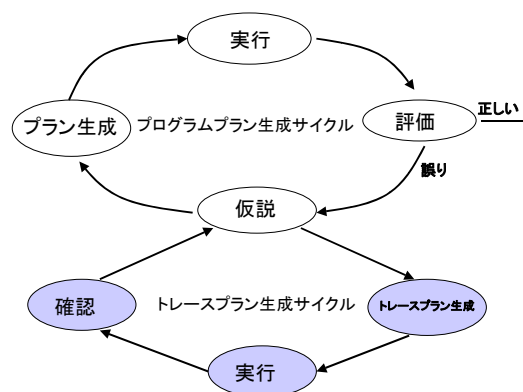 実行
正しい
プラン生成
プログラムプラン生成サイクル
評価
誤り
仮説
確認
トレースプラン生成サイクル
トレースプラン生成
実行